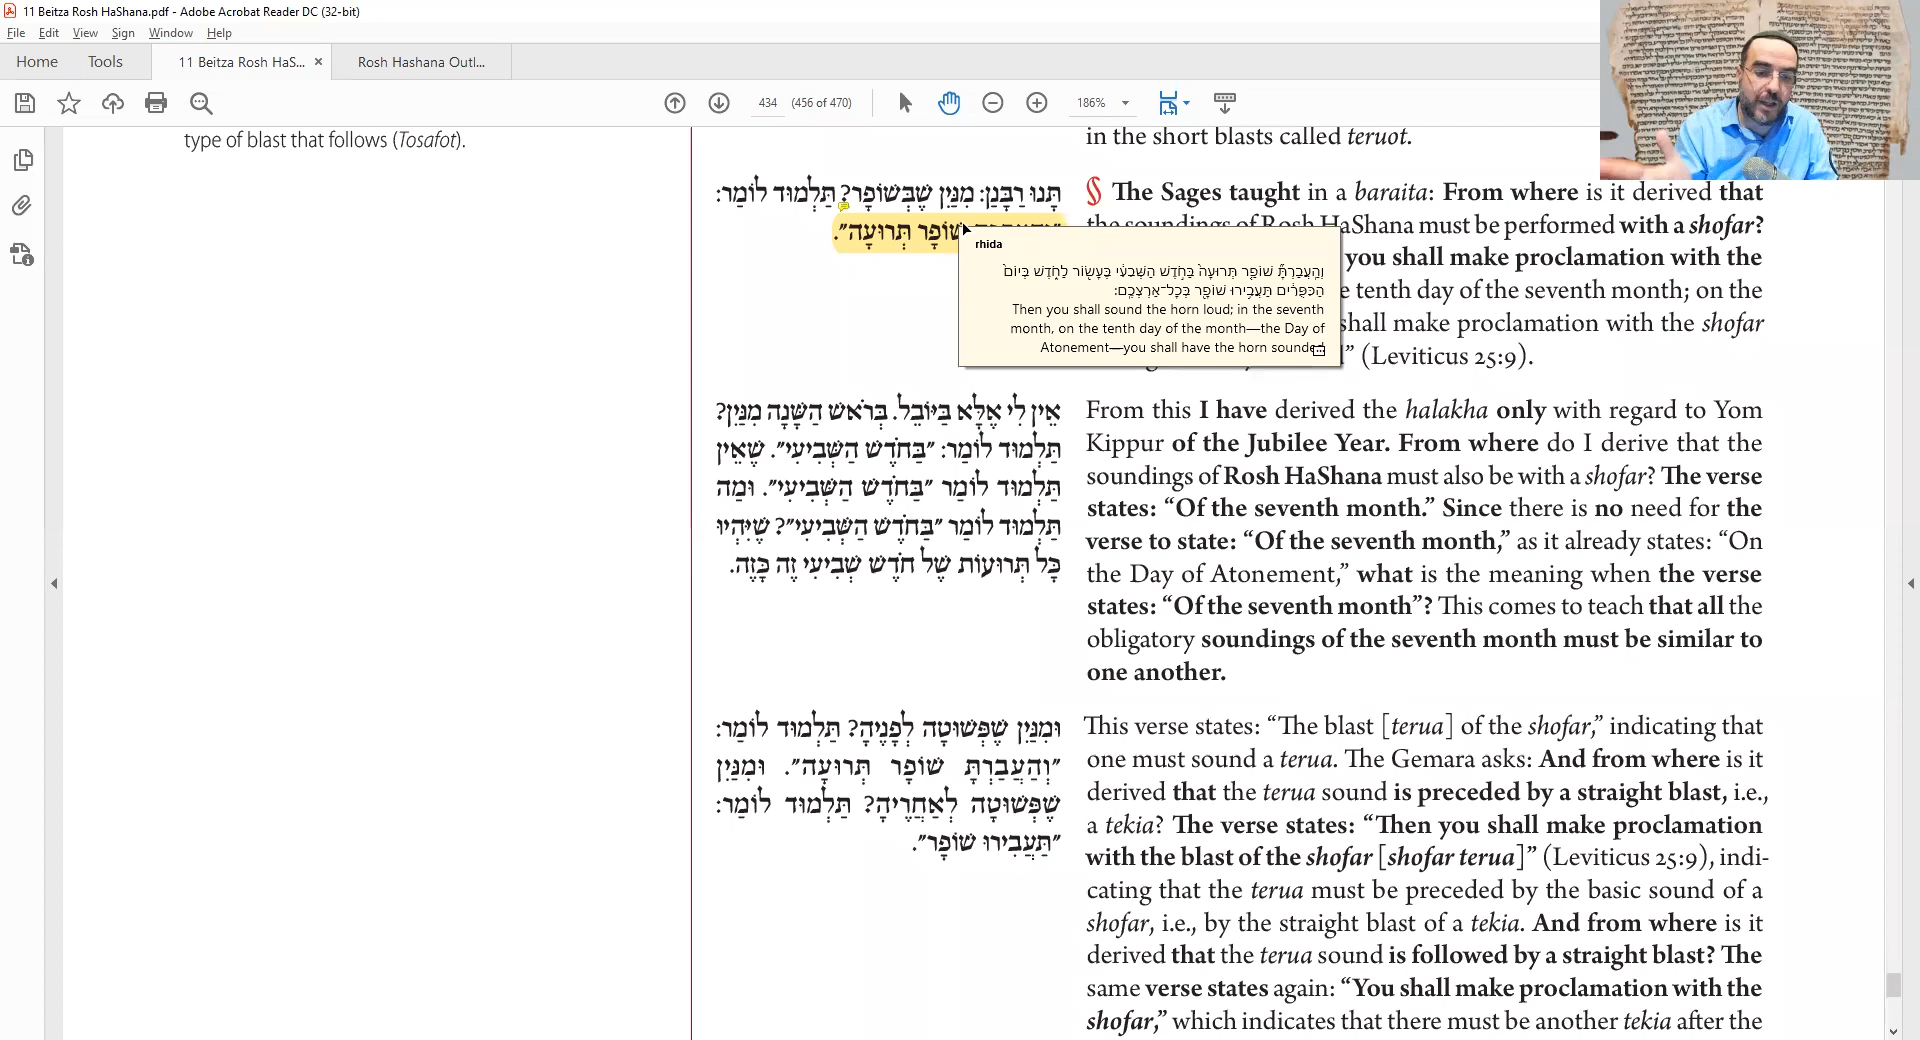 11 Beitza Rosh HaShana.pdf - Adobe Acrobat Reader DC (32-bit)
File Edit View Sign Window Help
Home Tools 11 Beitza Rosh HaS... × Rosh Hashana Outl...
434 (456 of 470) 186%
type of blast that follows (Tosafot).
תָּנוּ רַבָּנַן: מִנַּיִן שֶׁבְּשׁוֹפָר? תַּלְמוּד לוֹמַר:
שׁוֹפָר תְּרוּעָה״.
אֵין לִי אֶלָּא בַּיּוֹבֵל. בְּרֹאשׁ הַשָּׁנָה מִנַּיִן?
תַּלְמוּד לוֹמַר: ״בַּחֹדֶשׁ הַשְּׁבִיעִי״. שֶׁאֵין
תַּלְמוּד לוֹמַר ״בַּחֹדֶשׁ הַשְּׁבִיעִי״. וּמַה
תַּלְמוּד לוֹמַר ״בַּחֹדֶשׁ הַשְּׁבִיעִי״? שֶׁיִּהְיוּ
כָּל תְּרוּעוֹת שֶׁל חֹדֶשׁ שְׁבִיעִי זֶה כָּזֶה.
וּמִנַּיִן שֶׁפְּשׁוּטָה לְפָנֶיהָ? תַּלְמוּד לוֹמַר:
״וְהַעֲבַרְתָּ שׁוֹפָר תְּרוּעָה״. וּמִנַּיִן
שֶׁפְּשׁוּטָה לְאַחֲרֶיהָ? תַּלְמוּד לוֹמַר:
״תַּעֲבִירוּ שׁוֹפָר״.
in the short blasts called teruot.
§ The Sages taught in a baraita: From where is it derived that
the soundings of Rosh HaShana must be performed with a shofar?
you shall make proclamation with the
e tenth day of the seventh month; on the
shall make proclamation with the shofar
” (Leviticus 25:9).
rhida
וְהַֽעֲבַרְתָּ֞ שׁוֹפַ֤ר תְּרוּעָה֙ בַּחֹ֣דֶשׁ הַשְּׁבִעִ֔י בֶּעָשׂ֖וֹר לַחֹ֑דֶשׁ בְּיוֹם֙
הַכִּפֻּרִ֔ים תַּעֲבִ֥ירוּ שׁוֹפָ֖ר בְּכׇל־אַרְצְכֶֽם׃
Then you shall sound the horn loud; in the seventh
month, on the tenth day of the month—the Day of
Atonement—you shall have the horn sounded
From this I have derived the halakha only with regard to Yom
Kippur of the Jubilee Year. From where do I derive that the
soundings of Rosh HaShana must also be with a shofar? The verse
states: “Of the seventh month.” Since there is no need for the
verse to state: “Of the seventh month,” as it already states: “On
the Day of Atonement,” what is the meaning when the verse
states: “Of the seventh month”? This comes to teach that all the
obligatory soundings of the seventh month must be similar to
one another.
This verse states: “The blast [terua] of the shofar,” indicating that
one must sound a terua. The Gemara asks: And from where is it
derived that the terua sound is preceded by a straight blast, i.e.,
a tekia? The verse states: “Then you shall make proclamation
with the blast of the shofar [shofar terua]” (Leviticus 25:9), indi-
cating that the terua must be preceded by the basic sound of a
shofar, i.e., by the straight blast of a tekia. And from where is it
derived that the terua sound is followed by a straight blast? The
same verse states again: “You shall make proclamation with the
shofar,” which indicates that there must be another tekia after the